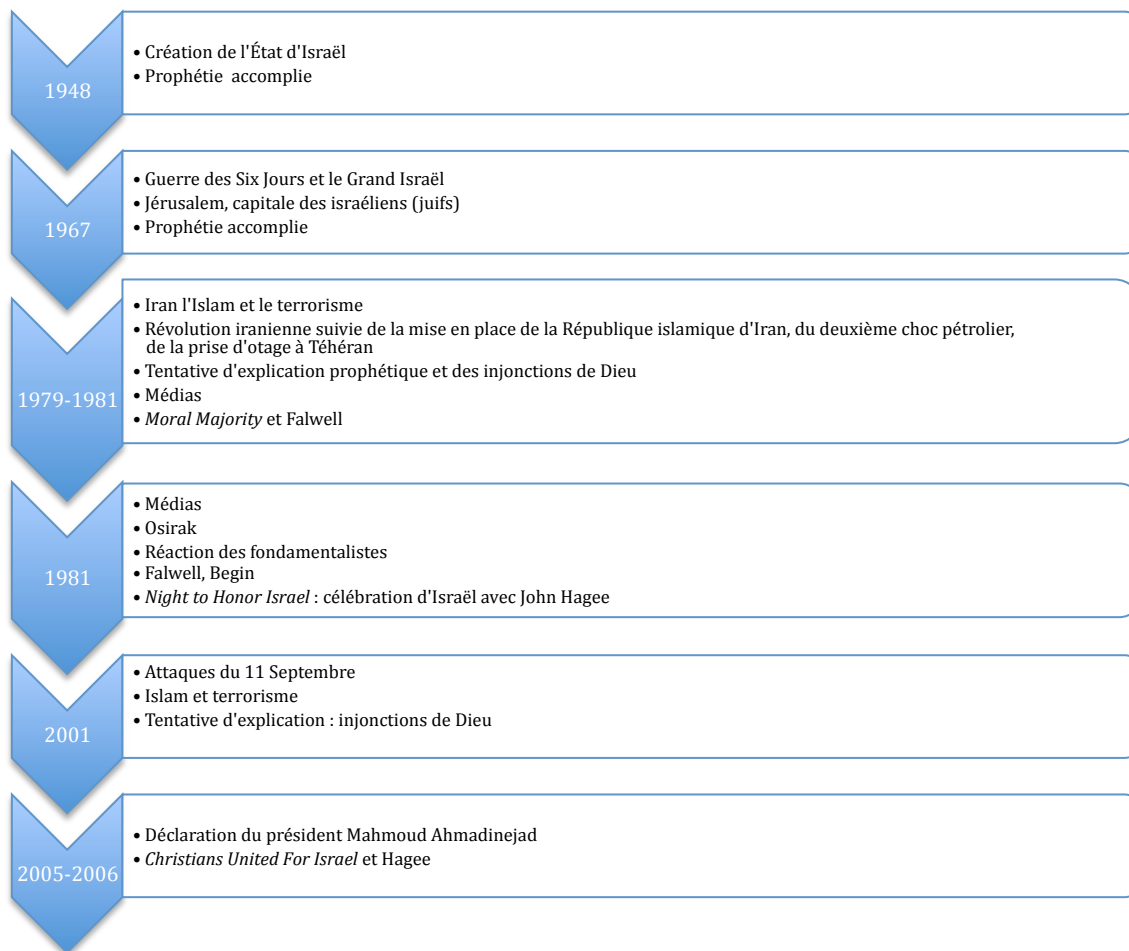 1948
• Création de l'État d'Israël
• Prophétie accomplie
1967
• Guerre des Six Jours et le Grand Israël
• Jérusalem, capitale des israéliens (juifs)
• Prophétie accomplie
1979-1981
• Iran l'Islam et le terrorisme
• Révolution iranienne suivie de la mise en place de la République islamique d'Iran, du deuxième choc pétrolier,
de la prise d'otage à Téhéran
• Tentative d'explication prophétique et des injonctions de Dieu
• Médias
• Moral Majority et Falwell
1981
• Médias
• Osirak
• Réaction des fondamentalistes
• Falwell, Begin
• Night to Honor Israel : célébration d'Israël avec John Hagee
2001
• Attaques du 11 Septembre
• Islam et terrorisme
• Tentative d'explication : injonctions de Dieu
2005-2006
• Déclaration du président Mahmoud Ahmadinejad
• Christians United For Israel et Hagee